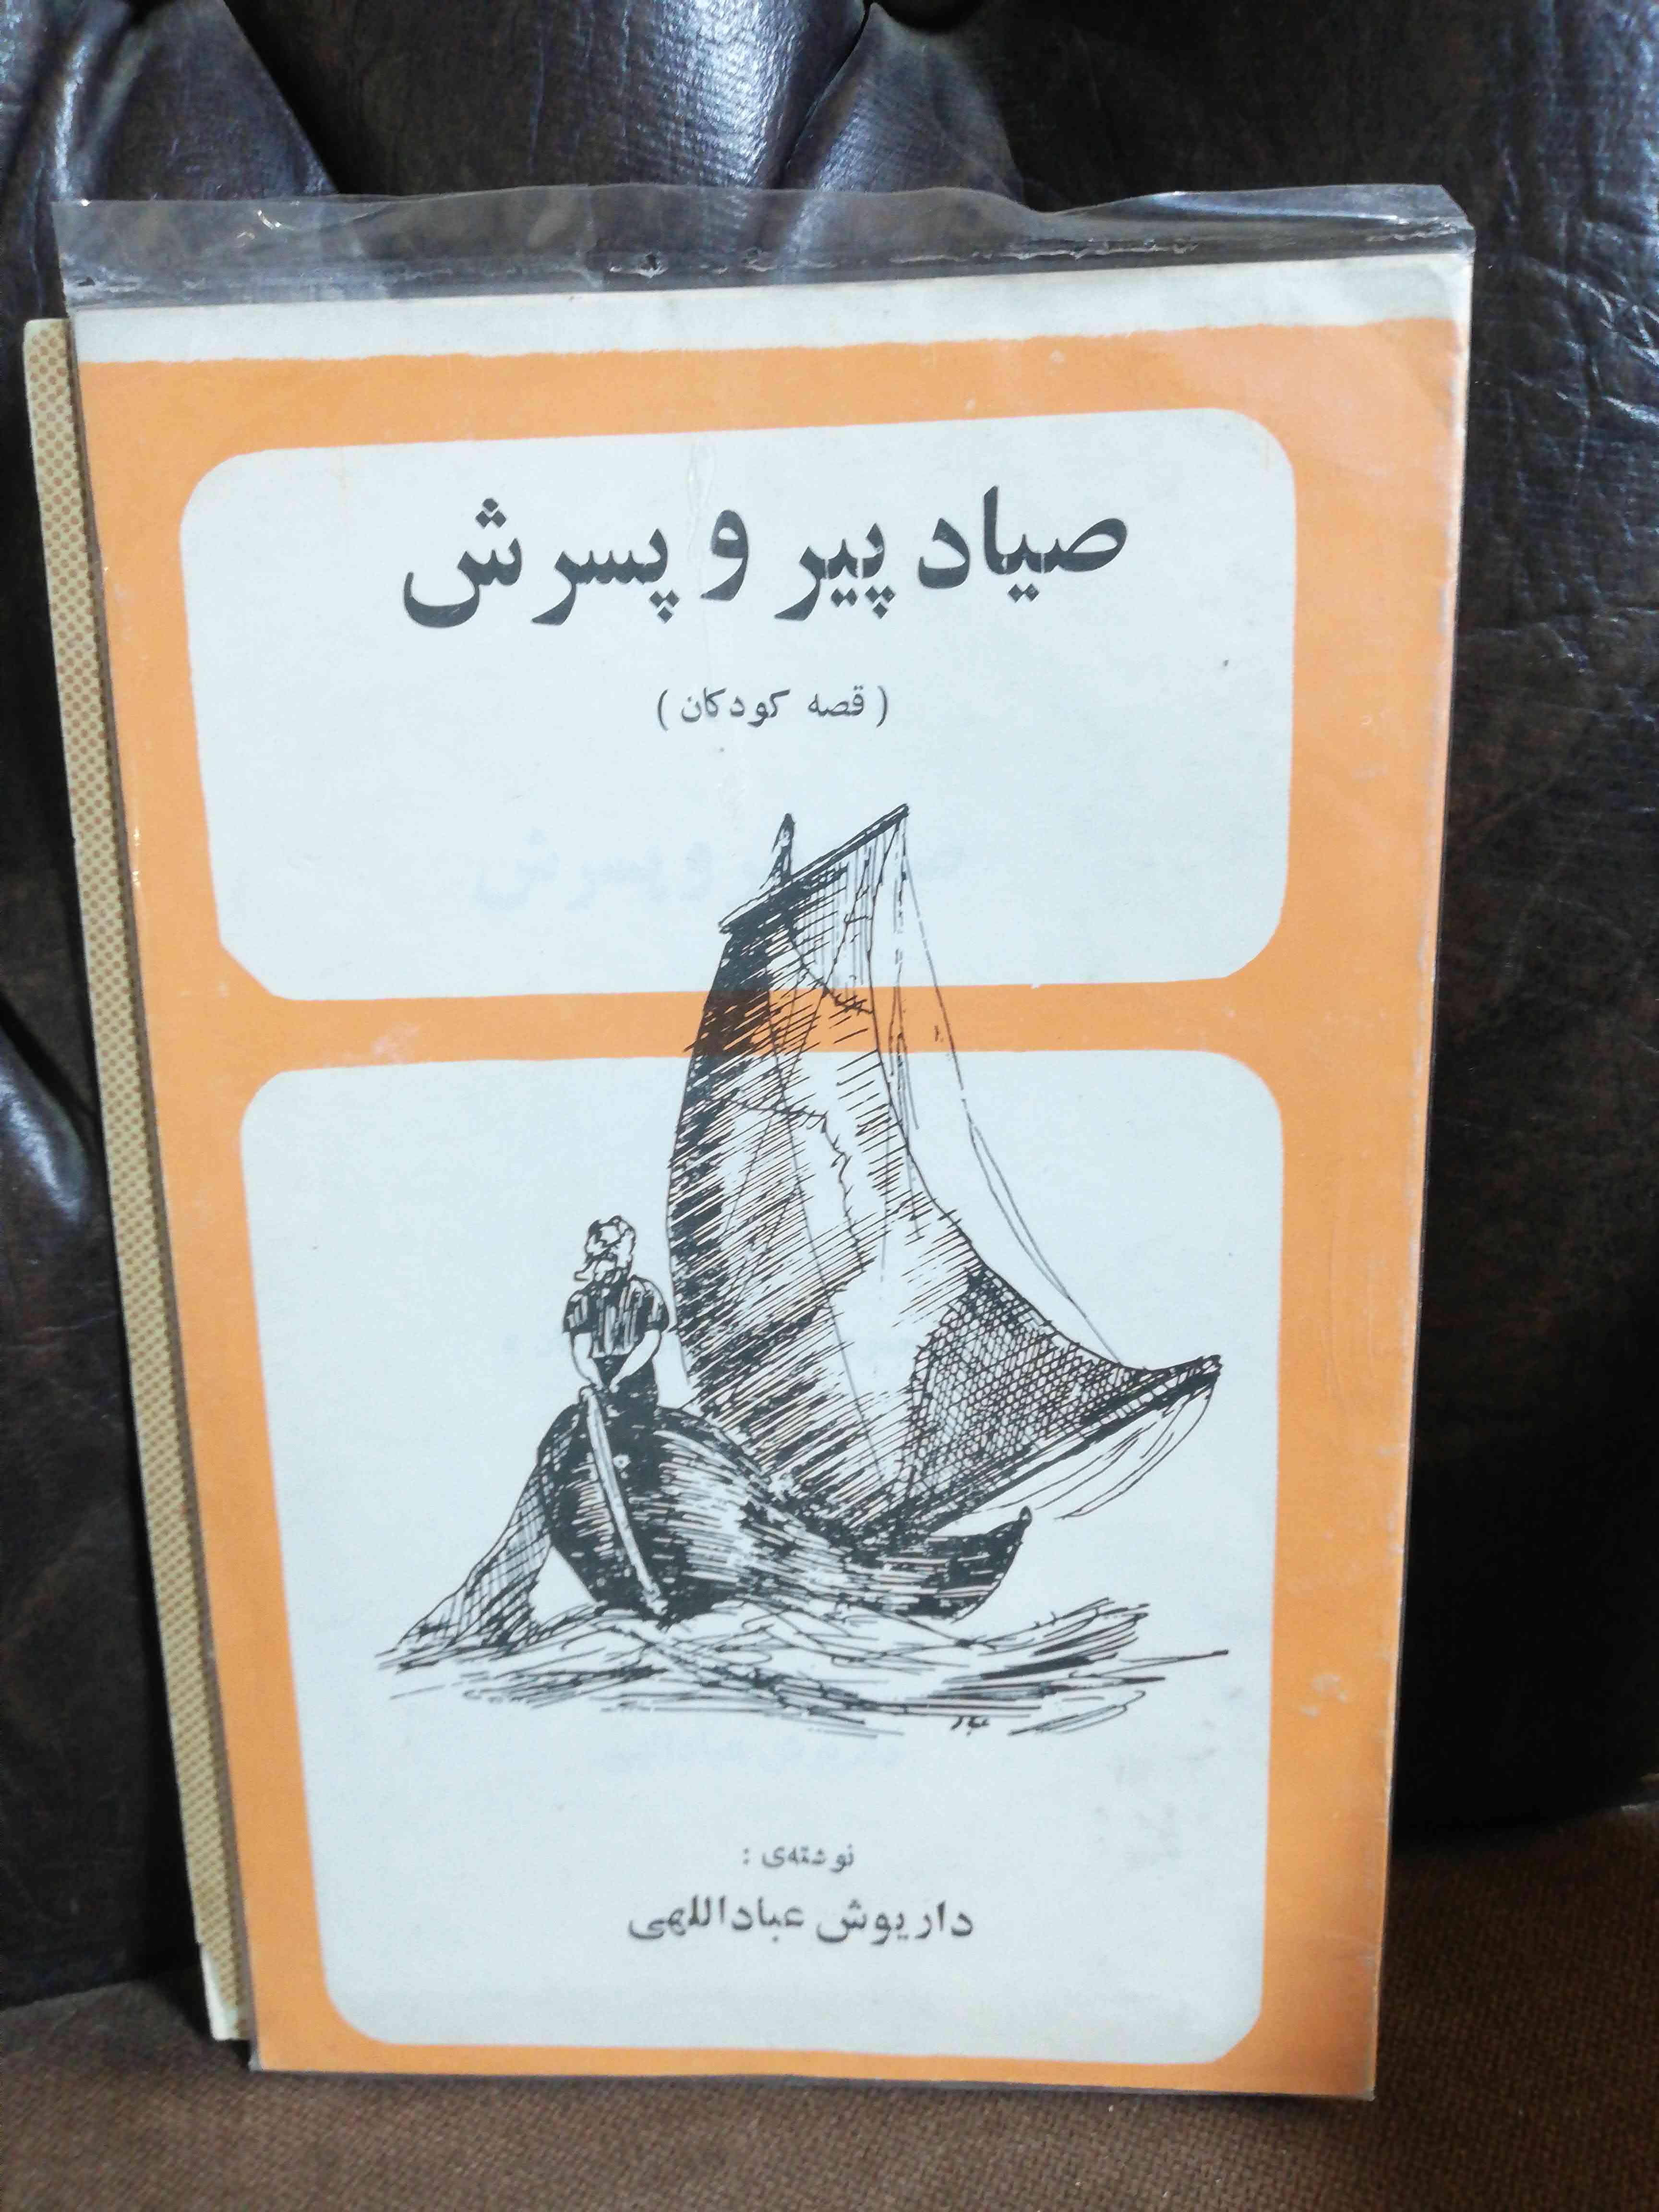 صیاد پیر و پسرش
( قصه کودکان )
نوشته‌ی :
داریوش عباداللهی